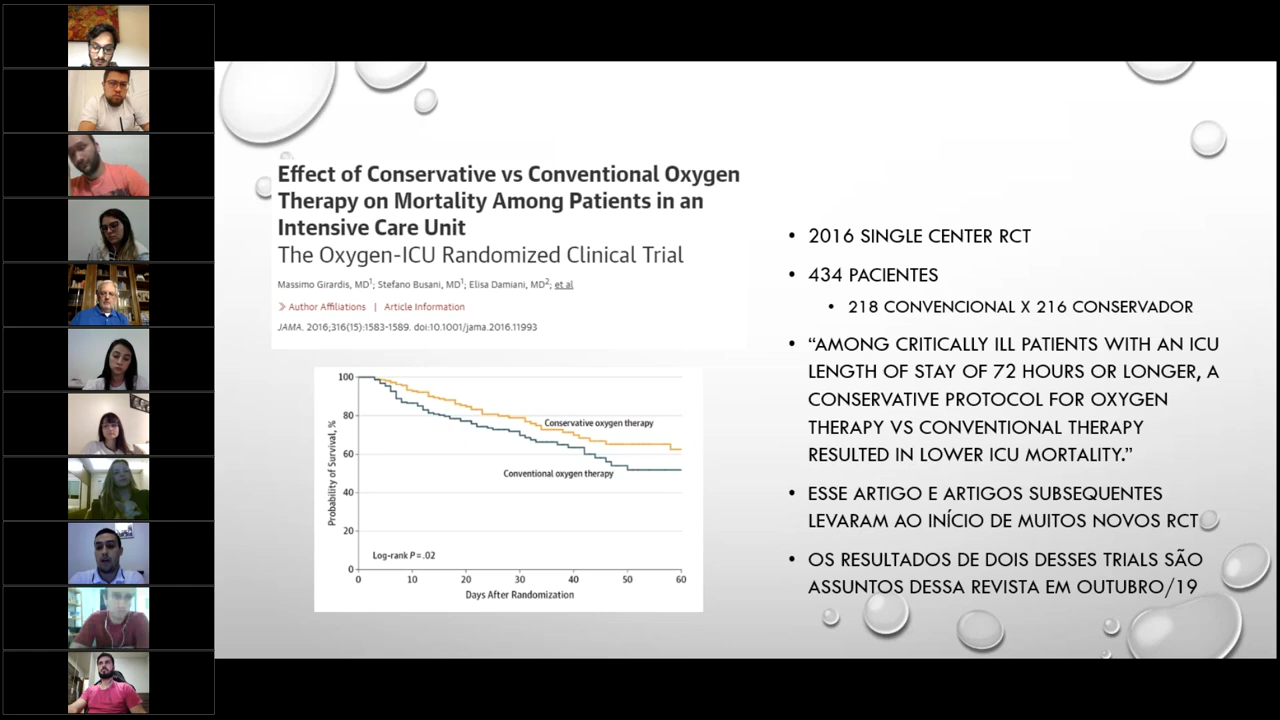 Effect of Conservative vs Conventional Oxygen
Therapy on Mortality Among Patients in an
Intensive Care Unit
The Oxygen-ICU Randomized Clinical Trial
Massimo Girardis, MD1; Stefano Busani, MD1; Elisa Damiani, MD2; et al
Author Affiliations | Article Information
JAMA. 2016;316(15):1583-1589. doi:10.1001/jama.2016.11993
100
80
60
40
20
0
Probability of Survival, %
Conservative oxygen therapy
Conventional oxygen therapy
Log-rank P=.02
0 10 20 30 40 50 60
Days After Randomization
• 2016 SINGLE CENTER RCT
• 434 PACIENTES
• 218 CONVENCIONAL X 216 CONSERVADOR
• “AMONG CRITICALLY ILL PATIENTS WITH AN ICU
LENGTH OF STAY OF 72 HOURS OR LONGER, A
CONSERVATIVE PROTOCOL FOR OXYGEN
THERAPY VS CONVENTIONAL THERAPY
RESULTED IN LOWER ICU MORTALITY.”
• ESSE ARTIGO E ARTIGOS SUBSEQUENTES
LEVARAM AO INÍCIO DE MUITOS NOVOS RCT
• OS RESULTADOS DE DOIS DESSES TRIALS SÃO
ASSUNTOS DESSA REVISTA EM OUTUBRO/19